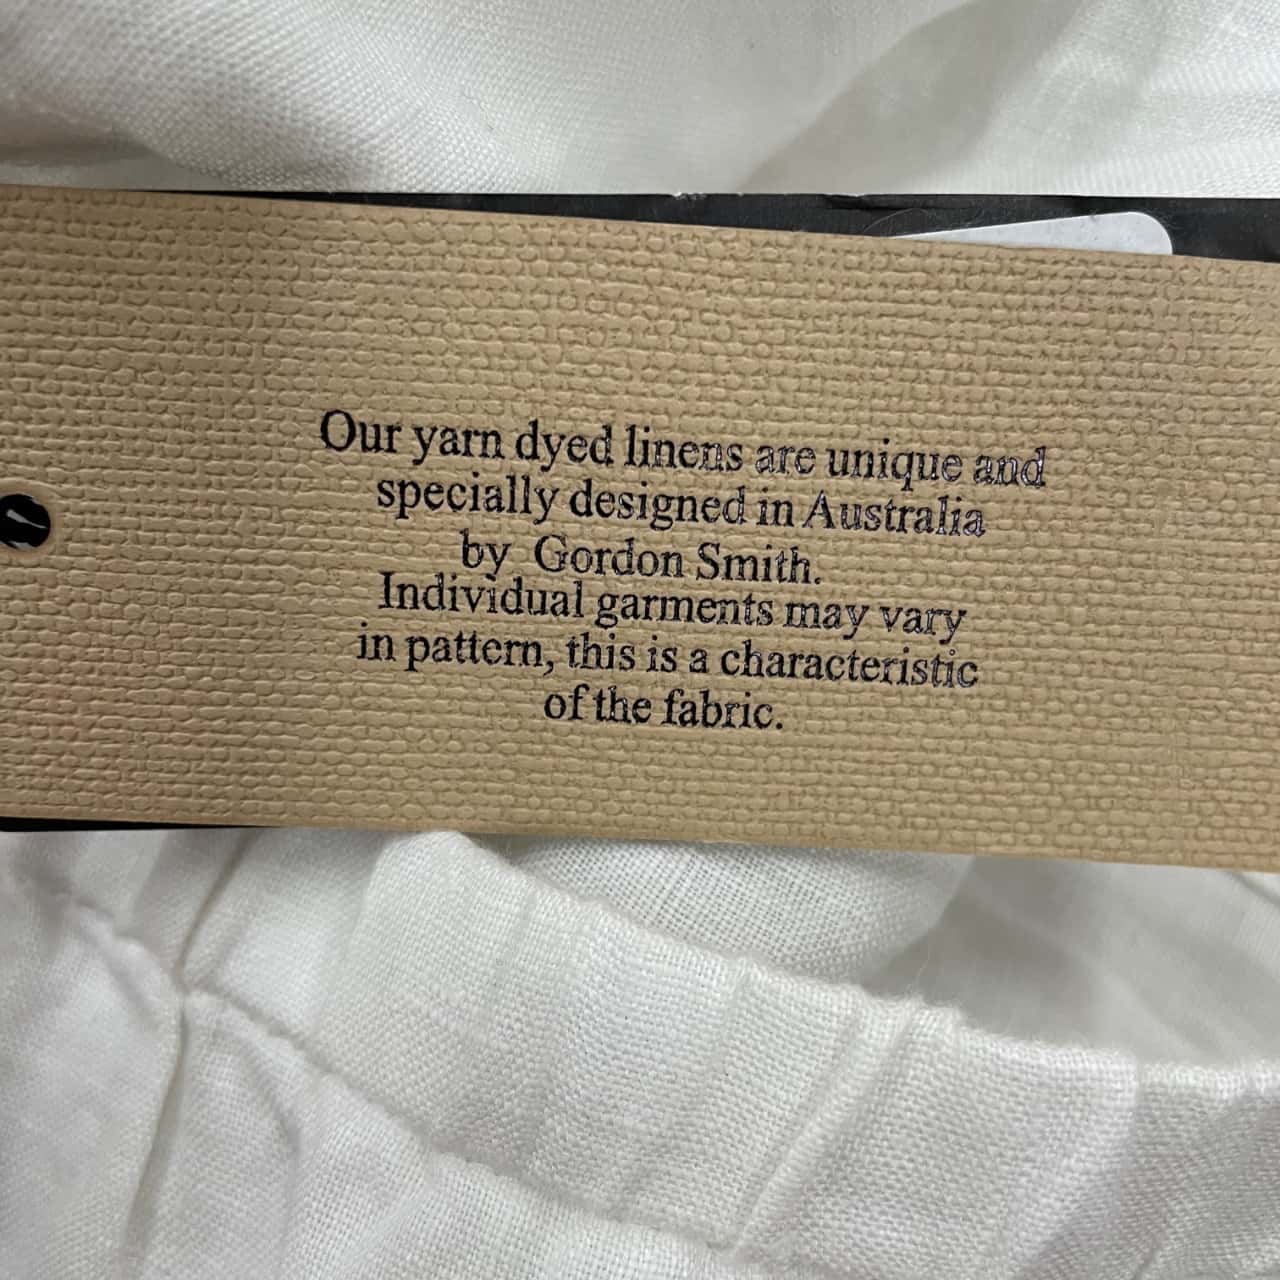 Our yarn dyed linens are unique and
specially designed in Australia
by Gordon Smith.
Individual garments may vary
in pattern, this is a characteristic
of the fabric.